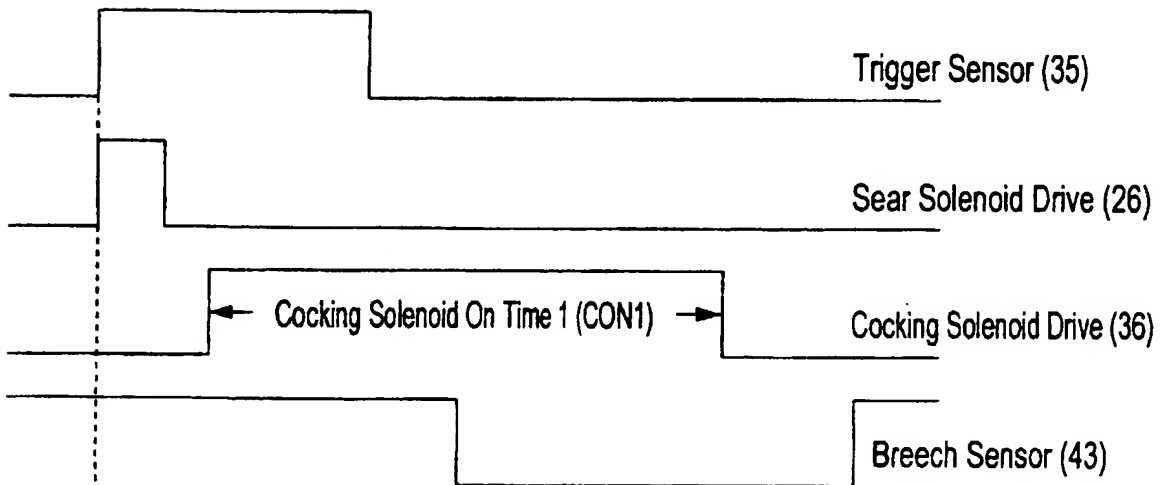 Trigger Sensor (35)
Sear Solenoid Drive (26)
Cocking Solenoid On Time 1 (CON1)
Cocking Solenoid Drive (36)
Breech Sensor (43)